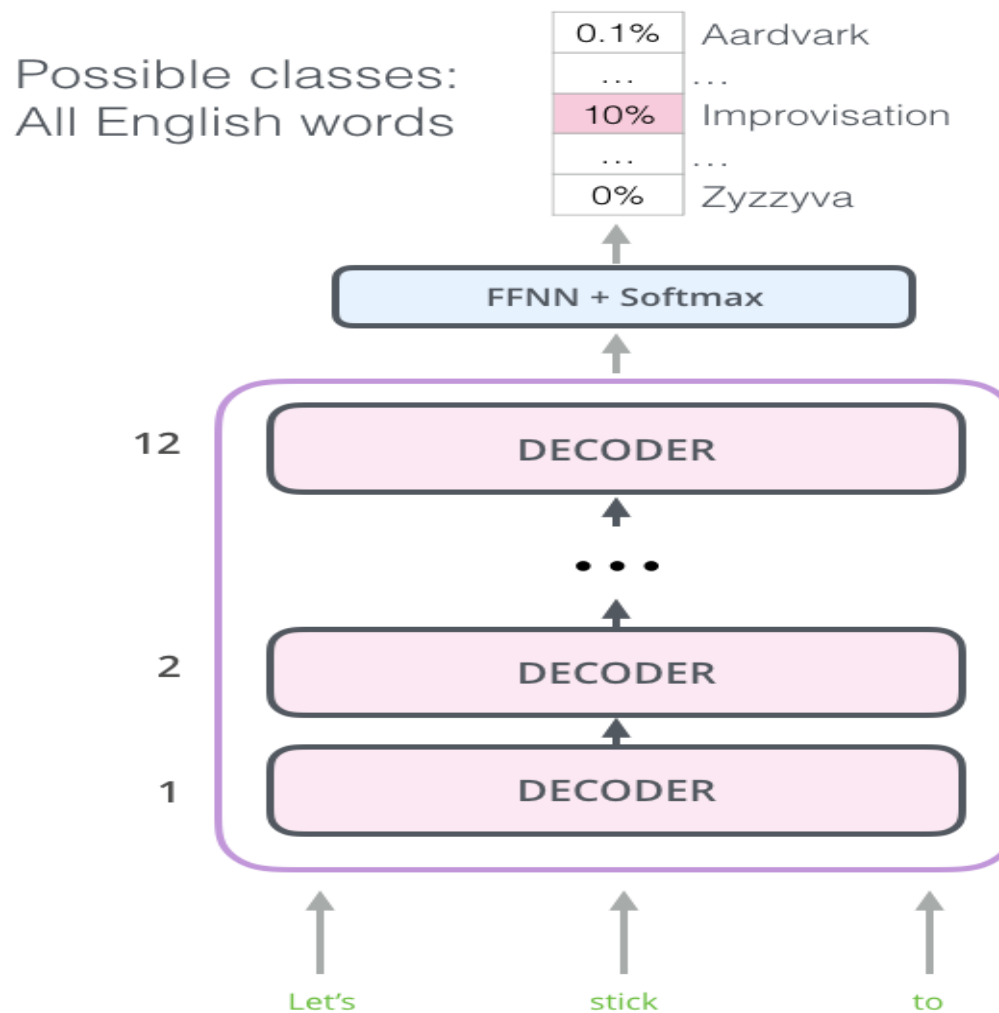 0.1% Aardvark
Possible classes:
... ...
All English words
10% Improvisation
... ...
0% Zyzzyva
FFNN + Softmax
12 DECODER
...
2 DECODER
1 DECODER
Let's stick to